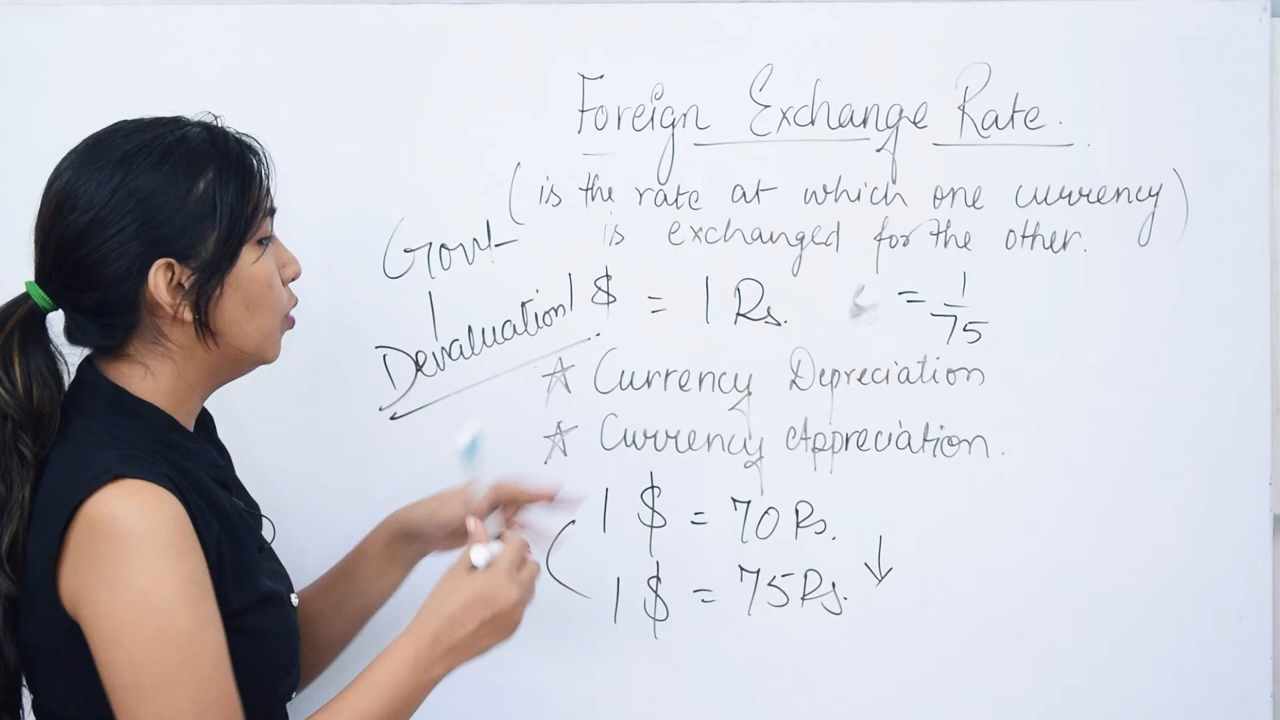 Foreign Exchange Rate.
(is the rate at which one currency)
is exchanged for the other.
Govt
Devaluation
1 $ = 1 Rs. = 1/75
☆ Currency Depreciation
☆ Currency Appreciation.
1 $ = 70 Rs.
1 $ = 75 Rs. ↓